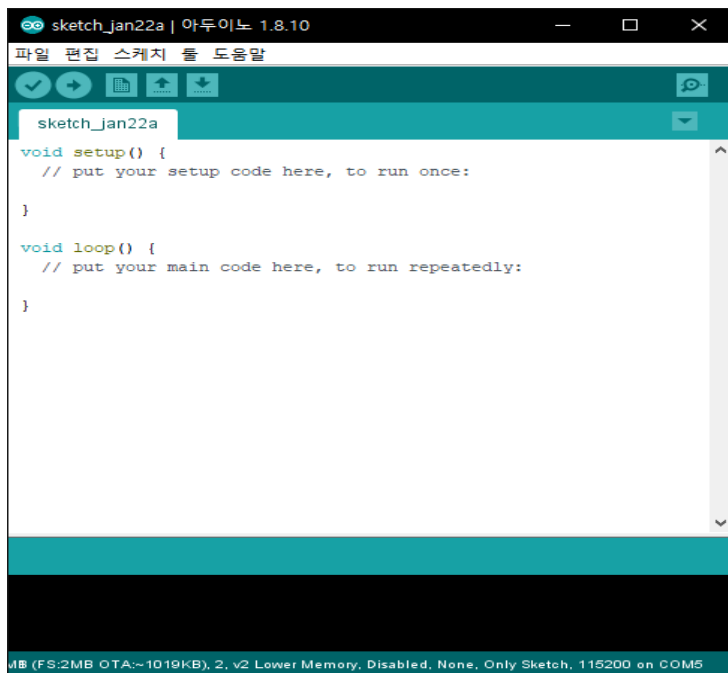 sketch_jan22a | 아두이노 1.8.10
파일 편집 스케치 툴 도움말
sketch_jan22a
void setup() {
// put your setup code here, to run once:
}
void loop() {
// put your main code here, to run repeatedly:
}
(FS:2MB OTA:~1019KB), 2, v2 Lower Memory, Disabled, None, Only Sketch, 115200 on COM5